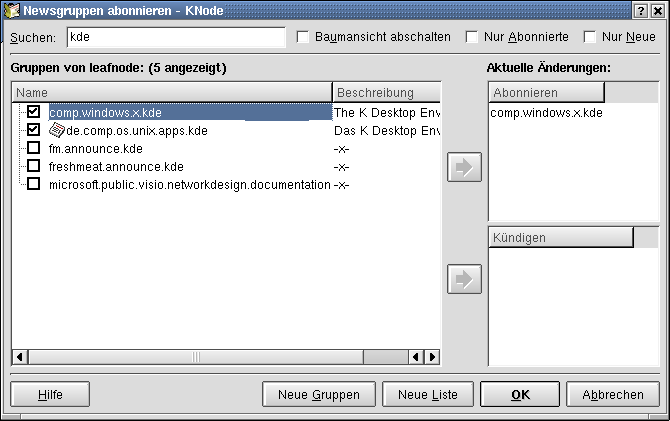 Newsgruppen abonnieren - KNode
Suchen: kde Baumansicht abschalten Nur Abonnierte Nur Neue
Gruppen von leafnode: (5 angezeigt) Aktuelle Änderungen:
Name Beschreibung Abonnieren
comp.windows.x.kde The K Desktop Env comp.windows.x.kde
de.comp.os.unix.apps.kde Das K Desktop Env
fm.announce.kde -x-
freshmeat.announce.kde -x-
microsoft.public.visio.networkdesign.documentation -x-
Kündigen
Hilfe Neue Gruppen Neue Liste OK Abbrechen